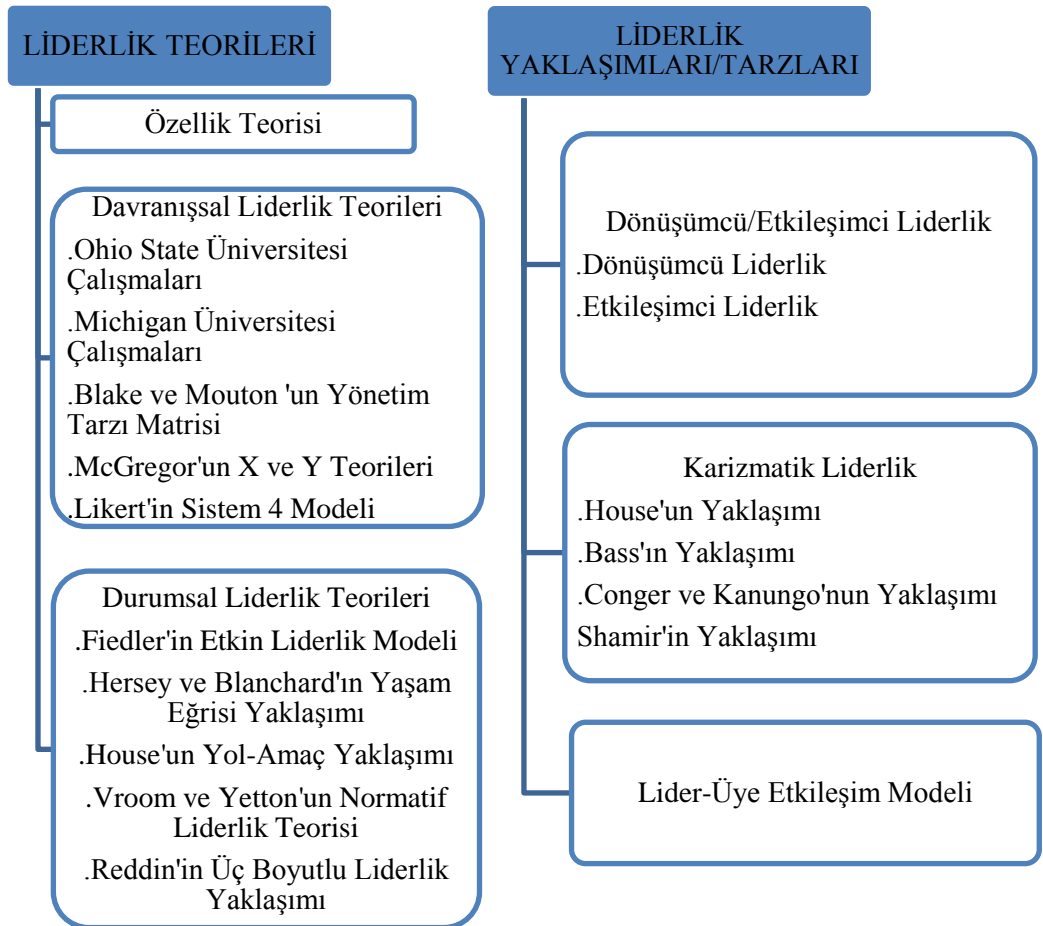 LİDERLİK TEORİLERİ
Özellik Teorisi
Davranışsal Liderlik Teorileri
.Ohio State Üniversitesi
Çalışmaları
.Michigan Üniversitesi
Çalışmaları
.Blake ve Mouton 'un Yönetim
Tarzı Matrisi
.McGregor'un X ve Y Teorileri
.Likert'in Sistem 4 Modeli
Durumsal Liderlik Teorileri
.Fiedler'in Etkin Liderlik Modeli
.Hersey ve Blanchard'ın Yaşam
Eğrisi Yaklaşımı
.House'un Yol-Amaç Yaklaşımı
.Vroom ve Yetton'un Normatif
Liderlik Teorisi
.Reddin'in Üç Boyutlu Liderlik
Yaklaşımı
LİDERLİK
YAKLAŞIMLARI/TARZLARI
Dönüşümcü/Etkileşimci Liderlik
.Dönüşümcü Liderlik
.Etkileşimci Liderlik
Karizmatik Liderlik
.House'un Yaklaşımı
.Bass'ın Yaklaşımı
.Conger ve Kanungo'nun Yaklaşımı
Shamir'in Yaklaşımı
Lider-Üye Etkileşim Modeli